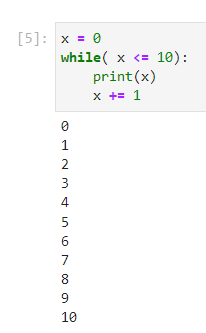 [5]: x = 0
while( x <= 10):
    print(x)
    x += 1
0
1
2
3
4
5
6
7
8
9
10